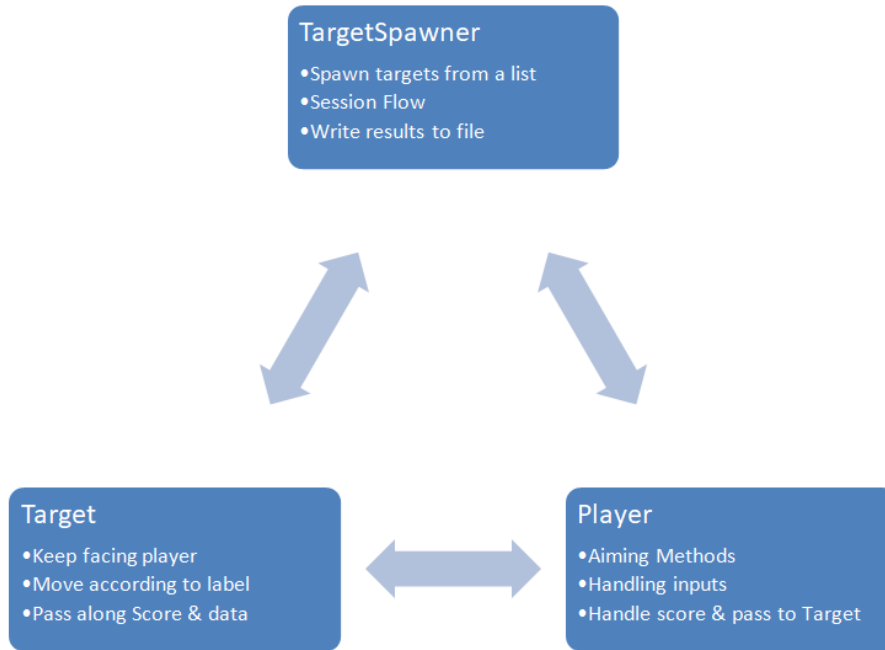 TargetSpawner
•Spawn targets from a list
•Session Flow
•Write results to file
Target
•Keep facing player
•Move according to label
•Pass along Score & data
Player
•Aiming Methods
•Handling inputs
•Handle score & pass to Target